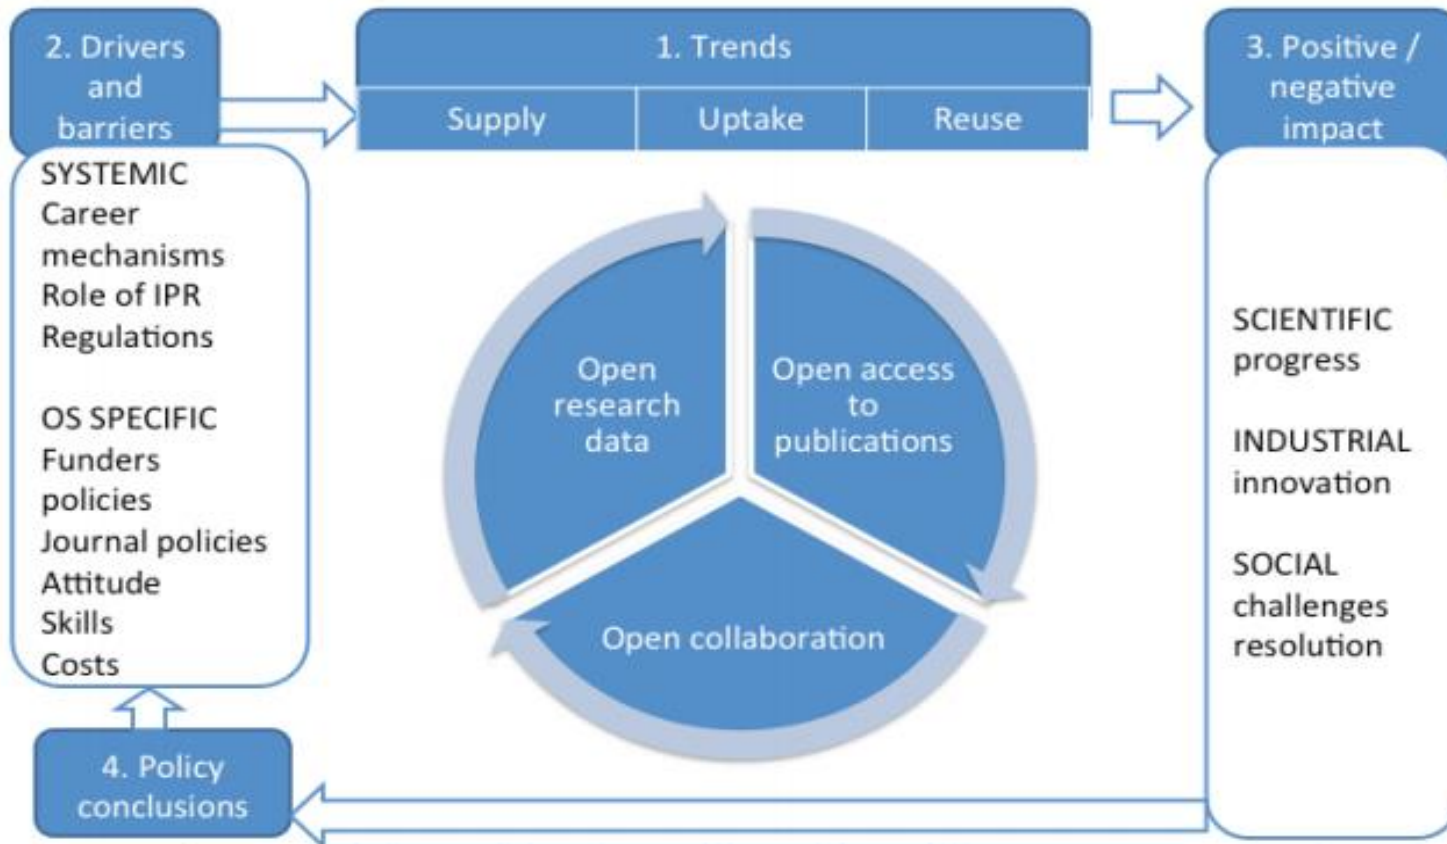 2. Drivers
and
barriers
SYSTEMIC
Career
mechanisms
Role of IPR
Regulations
OS SPECIFIC
Funders
policies
Journal policies
Attitude
Skills
Costs
1. Trends
Supply
Uptake
Reuse
Open
research
data
Open access
to
publications
Open collaboration
3. Positive /
negative
impact
SCIENTIFIC
progress
INDUSTRIAL
innovation
SOCIAL
challenges
resolution
4. Policy
conclusions